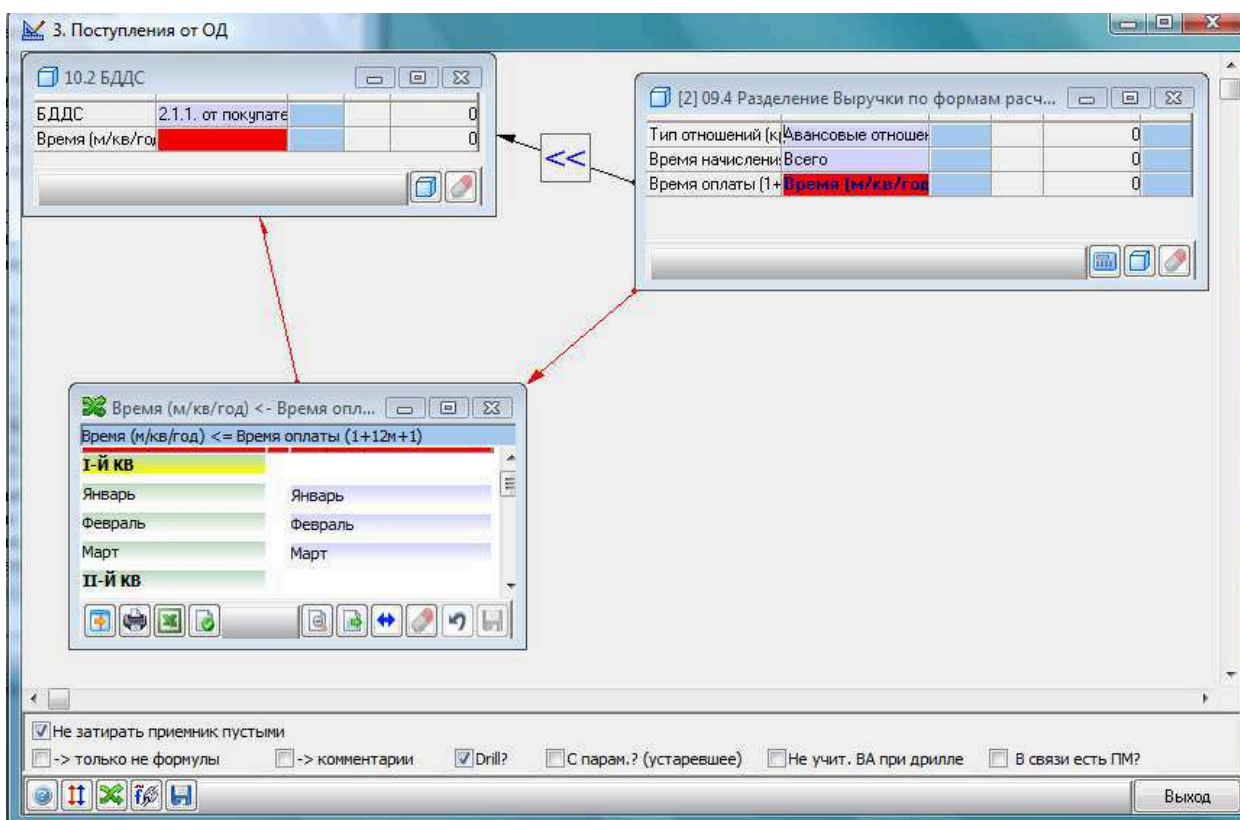 3. Поступления от ОД
10.2 БДДС
БДДС 2.1.1. от покупате 0
Время (м/кв/го 0
<<
[2] 09.4 Разделение Выручки по формам расч...
Тип отношений (к Авансовые отношен 0
Время начислени: Всего 0
Время оплаты (1+ Время (м/кв/год 0
Время (м/кв/год) <- Время опл...
Время (м/кв/год) <= Время оплаты (1+12м+1)
I-Й КВ
Январь Январь
Февраль Февраль
Март Март
II-Й КВ
Не затирать приемник пустыми
-> только не формулы -> комментарии Drill? С парам.? (устаревшее) Не учит. ВА при дрилле В связи есть ПМ?
Выход